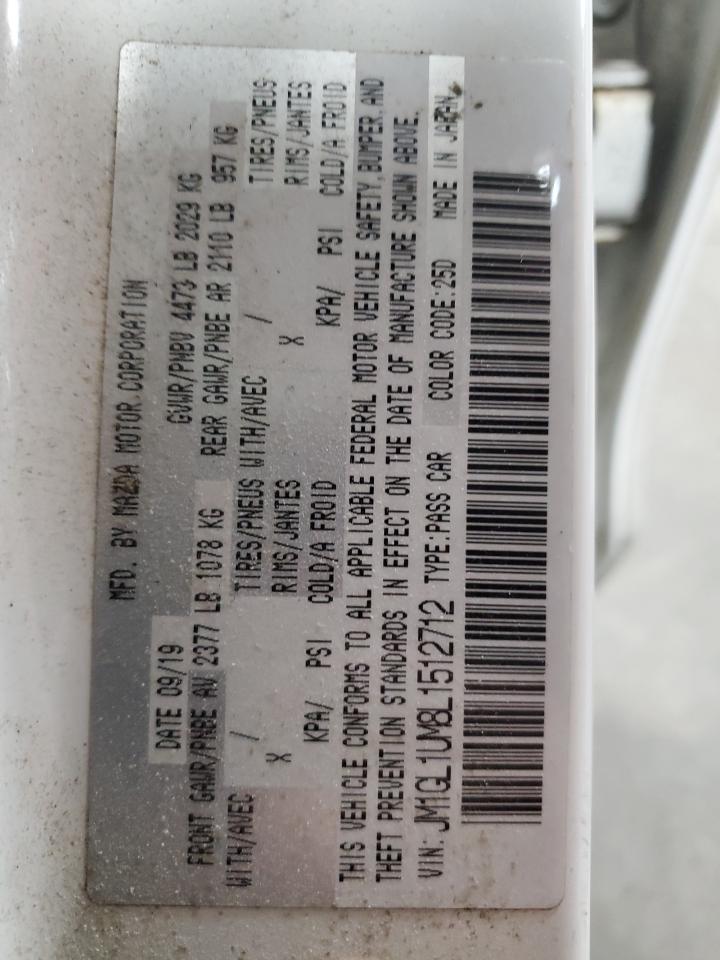 MFD. BY MAZDA MOTOR CORPORATION
DATE 09/19 GVWR/PNBV 4473 LB 2029 KG
FRONT GAWR/PNBE AV 2377 LB 1078 KG REAR GAWR/PNBE AR 2110 LB 957 KG
WITH/AVEC / TIRES/PNEUS WITH/AVEC / TIRES/PNEUS
X RIMS/JANTES X RIMS/JANTES
KPA/ PSI COLD/A FROID KPA/ PSI COLD/A FROID
THIS VEHICLE CONFORMS TO ALL APPLICABLE FEDERAL MOTOR VEHICLE SAFETY, BUMPER, AND
THEFT PREVENTION STANDARDS IN EFFECT ON THE DATE OF MANUFACTURE SHOWN ABOVE.
VIN: JM1GL1UM8L1512712 TYPE:PASS CAR COLOR CODE:25D MADE IN JAPAN